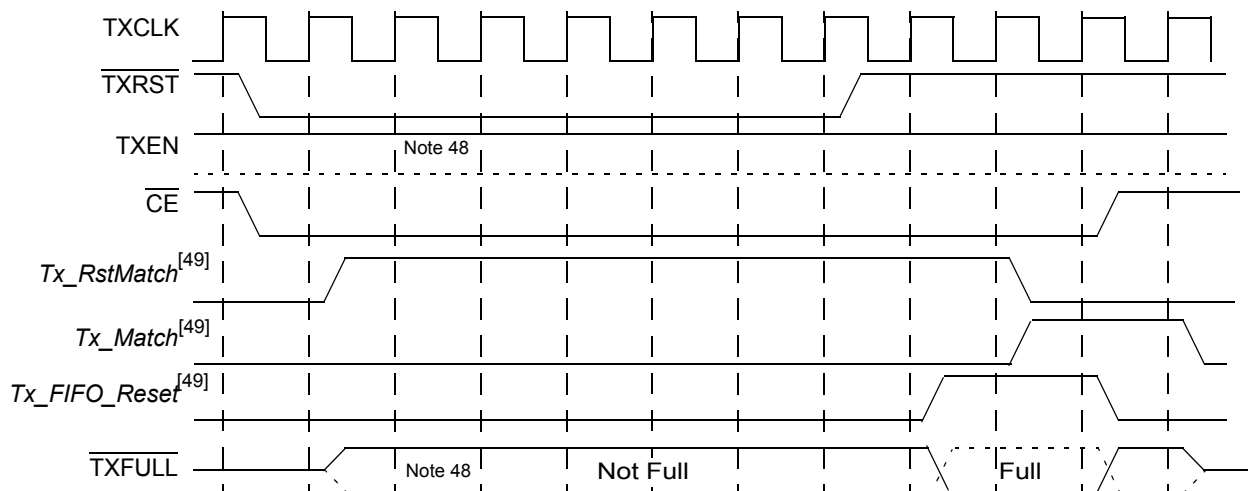 TXCLK
TXRST
TXEN
Note 48
CE
Tx_RstMatch[49]
Tx_Match[49]
Tx_FIFO_Reset[49]
TXFULL
Note 48
Not Full
Full